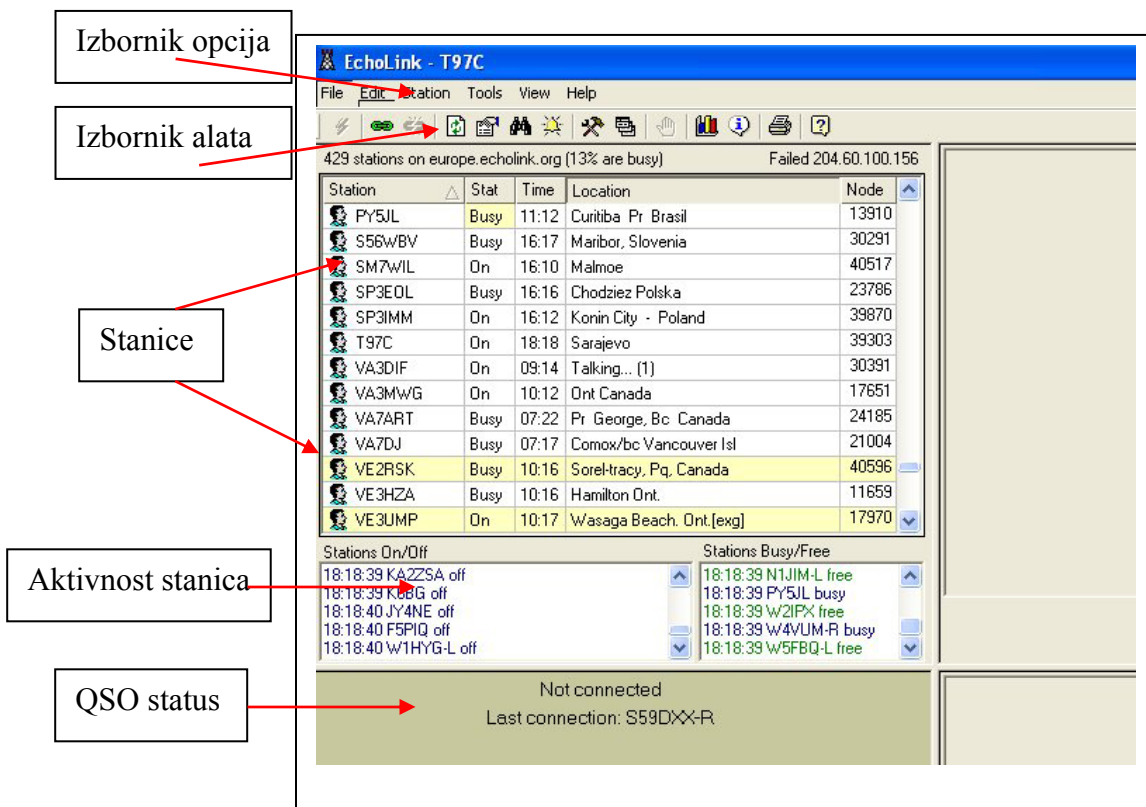 Izbornik opcija
EchoLink - T97C
File Edit Station Tools View Help
Izbornik alata
429 stations on europe.echolink.org (13% are busy) Failed 204.60.100.156
Station Stat Time Location Node
PY5JL Busy 11:12 Curitiba Pr Brasil 13910
S56WBV Busy 16:17 Maribor, Slovenia 30291
SM7WIL On 16:10 Malmoe 40517
SP3EOL Busy 16:16 Chodziez Polska 23786
SP3IMM On 16:12 Konin City - Poland 39870
Stanice
T97C On 18:18 Sarajevo 39303
VA3DIF On 09:14 Talking... (1) 30391
VA3MWG On 10:12 Ont Canada 17651
VA7ART Busy 07:22 Pr George, Bc Canada 24185
VA7DJ Busy 07:17 Comox/bc Vancouver Isl 21004
VE2RSK Busy 10:16 Sorel-tracy, Pq, Canada 40596
VE3HZA Busy 10:16 Hamilton Ont. 11659
VE3UMP On 10:17 Wasaga Beach. Ont.[exg] 17970
Stations On/Off
Stations Busy/Free
Aktivnost stanica
18:18:39 KA2ZSA off
18:18:39 K6BG off
18:18:40 JY4NE off
18:18:40 F5PIQ off
18:18:40 W1HYG-L off
18:18:39 N1JIM-L free
18:18:39 PY5JL busy
18:18:39 W2IPX free
18:18:39 W4VUM-R busy
18:18:39 W5FBQ-L free
QSO status
Not connected
Last connection: S59DXX-R